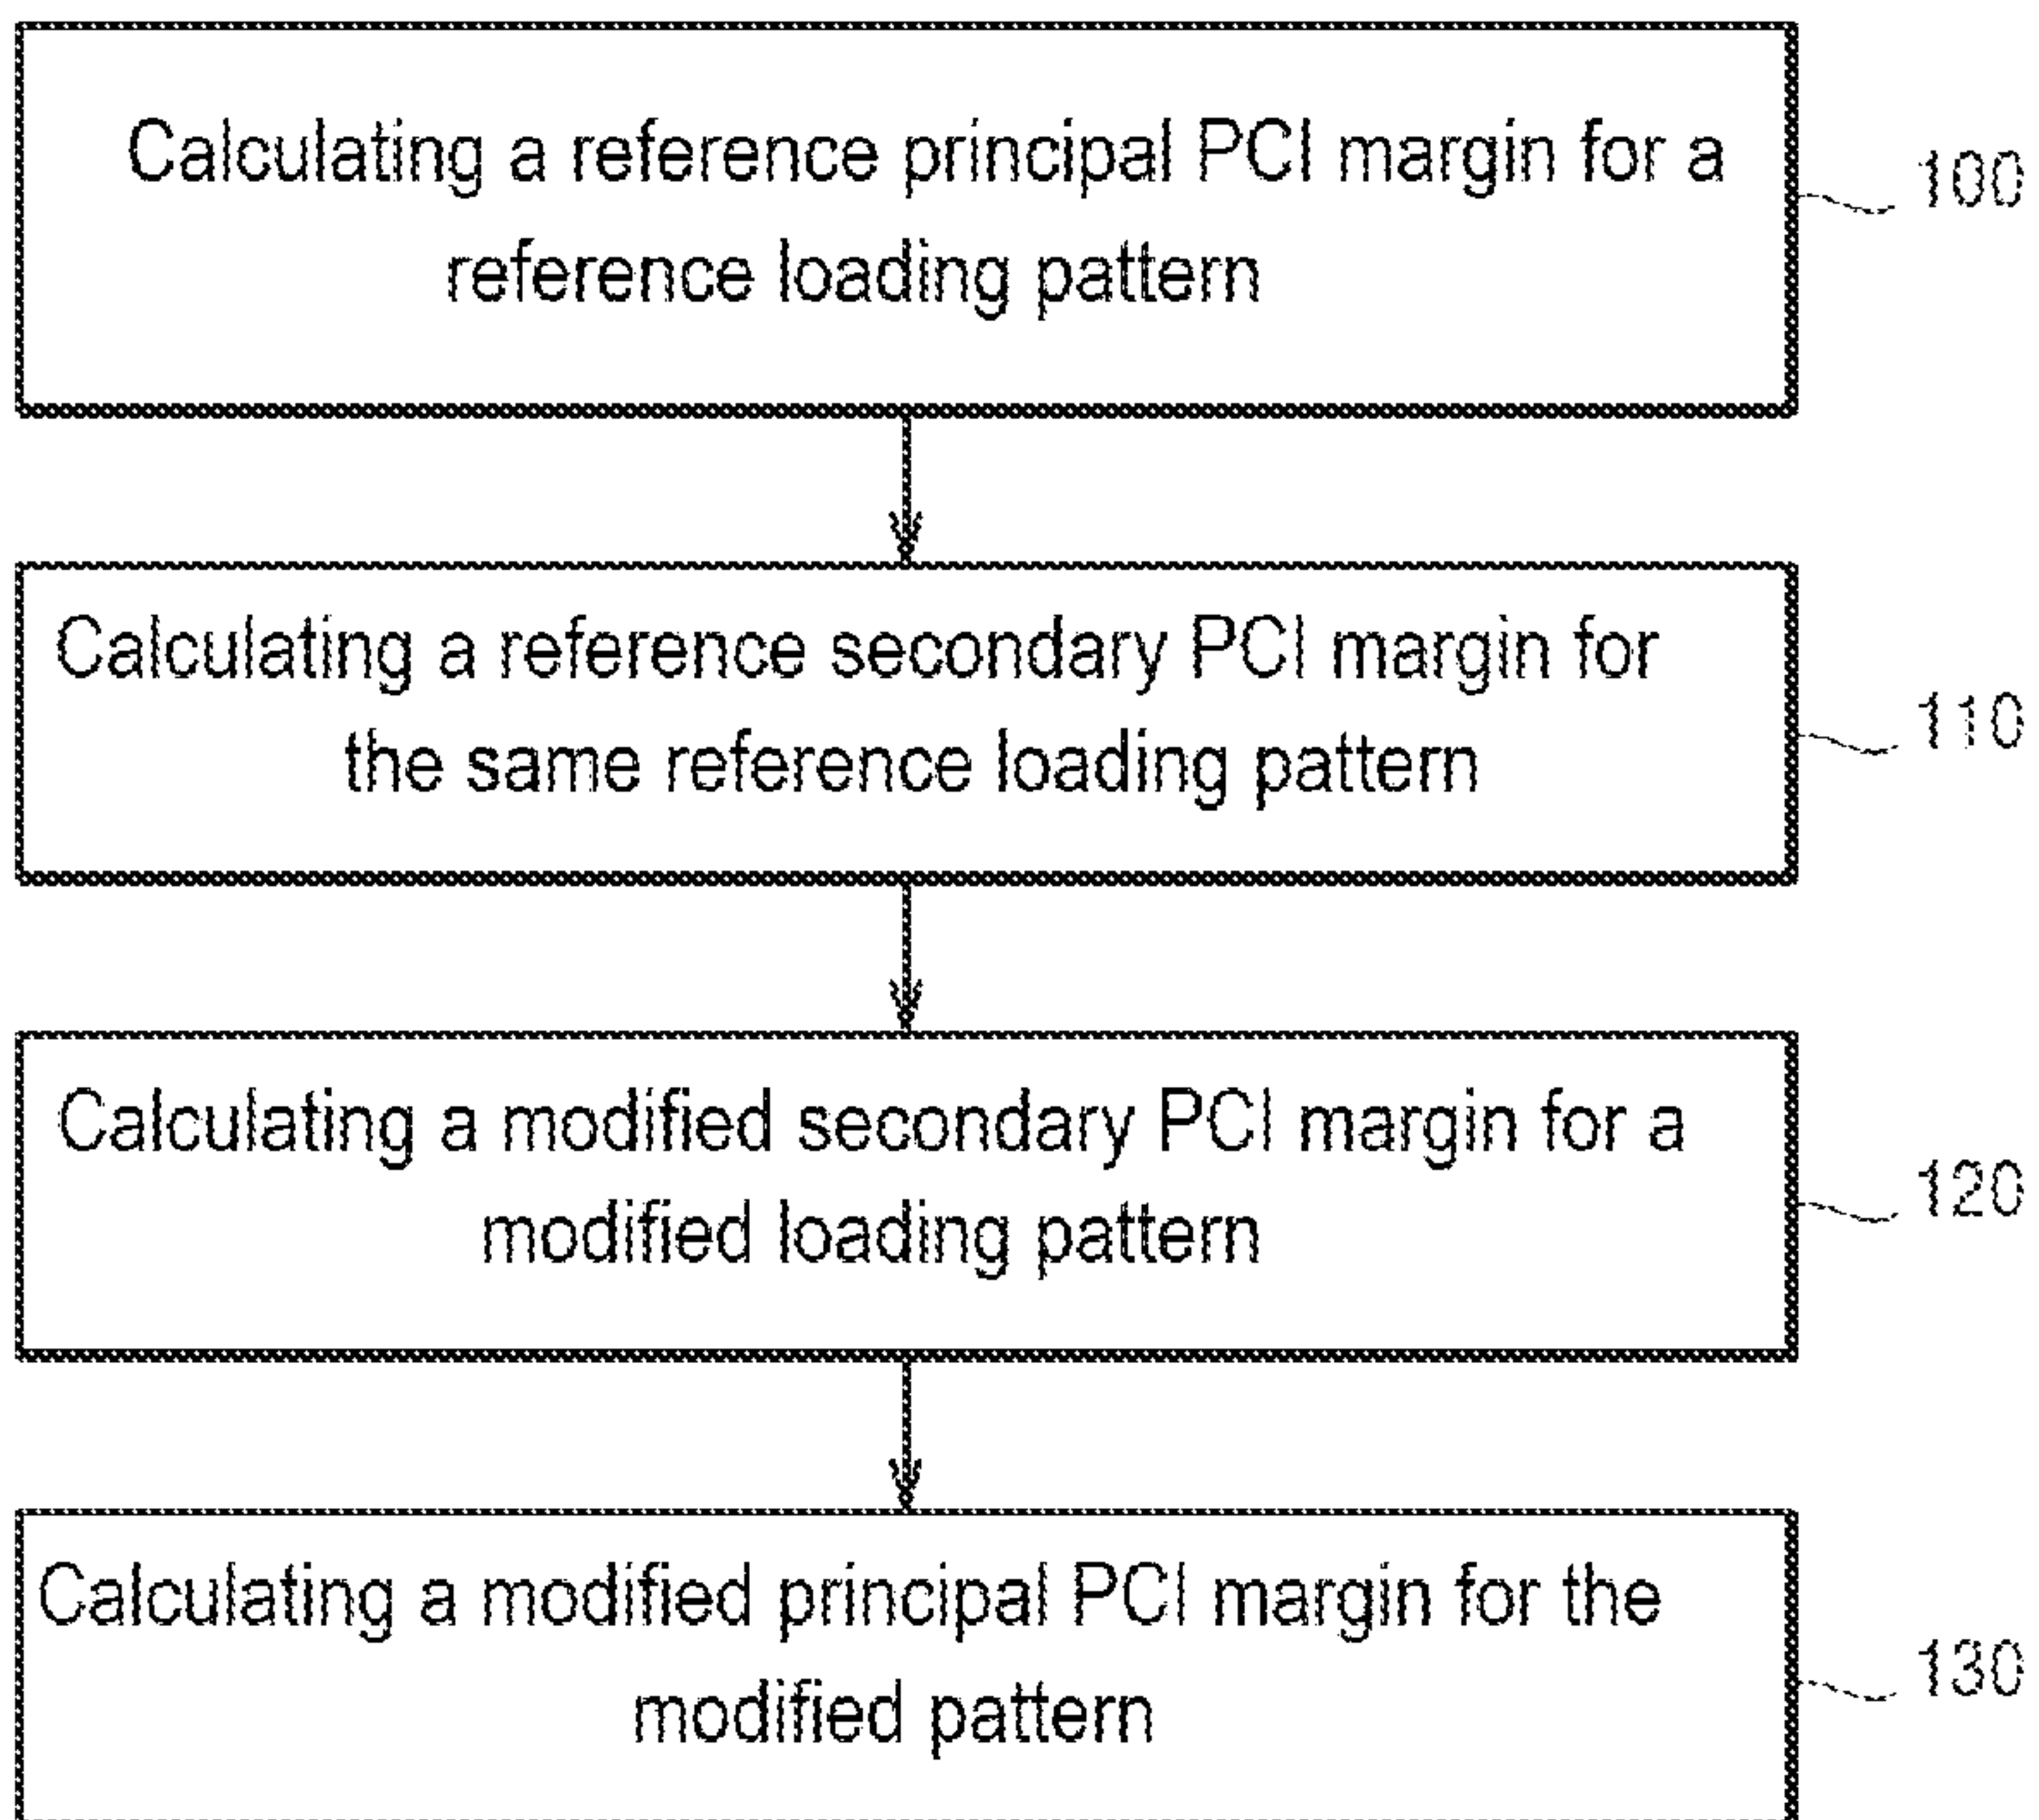 Calculating a reference principal PCI margin for a
reference loading pattern
100
Calculating a reference secondary PCI margin for
the same reference loading pattern
110
Calculating a modified secondary PCI margin for a
modified loading pattern
120
Calculating a modified principal PCI margin for the
modified pattern
130